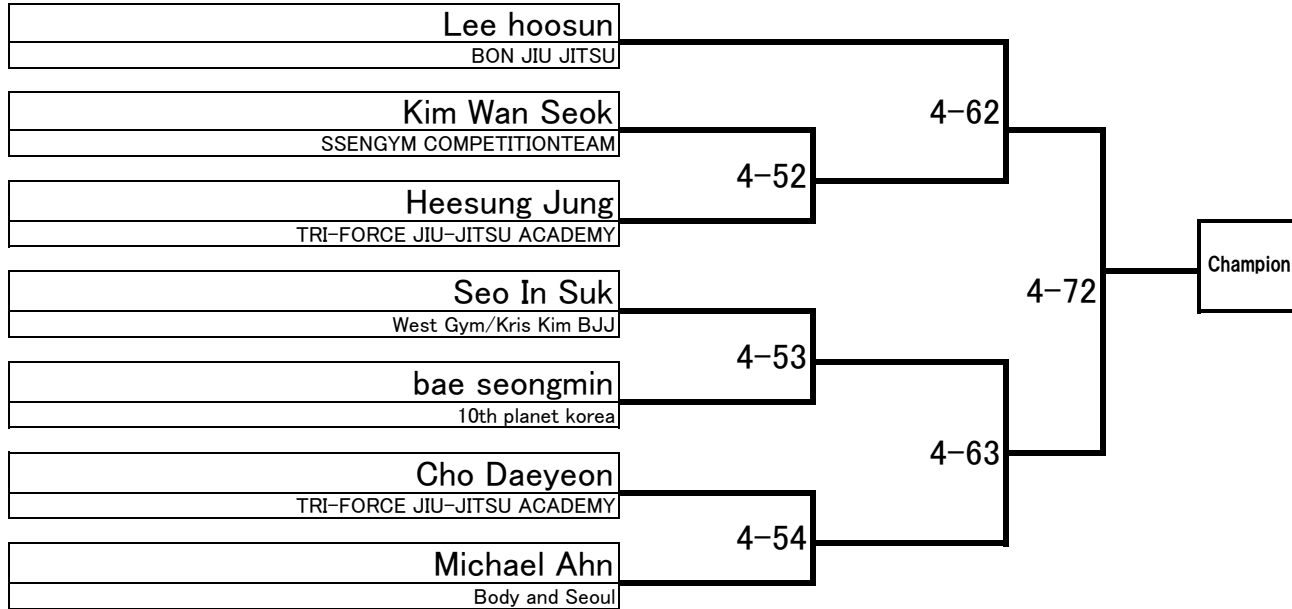 Lee hoosun
BON JIU JITSU
4-62
Kim Wan Seok
SSENGYM COMPETITIONTEAM
4-52
Heesung Jung
TRI-FORCE JIU-JITSU ACADEMY
Champion
Seo In Suk
4-72
West Gym/Kris Kim BJJ
4-53
bae seongmin
10th planet korea
4-63
Cho Daeyeon
TRI-FORCE JIU-JITSU ACADEMY
4-54
Michael Ahn
Body and Seoul